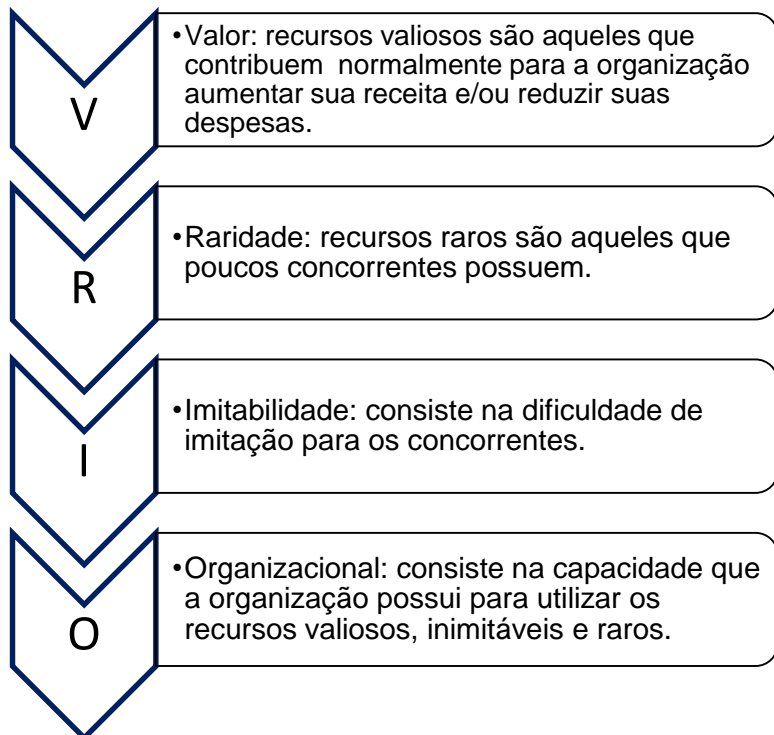 V
•Valor: recursos valiosos são aqueles que
contribuem  normalmente para a organização
aumentar sua receita e/ou reduzir suas
despesas.
R
•Raridade: recursos raros são aqueles que
poucos concorrentes possuem.
I
•Imitabilidade: consiste na dificuldade de
imitação para os concorrentes.
O
•Organizacional: consiste na capacidade que
a organização possui para utilizar os
recursos valiosos, inimitáveis e raros.